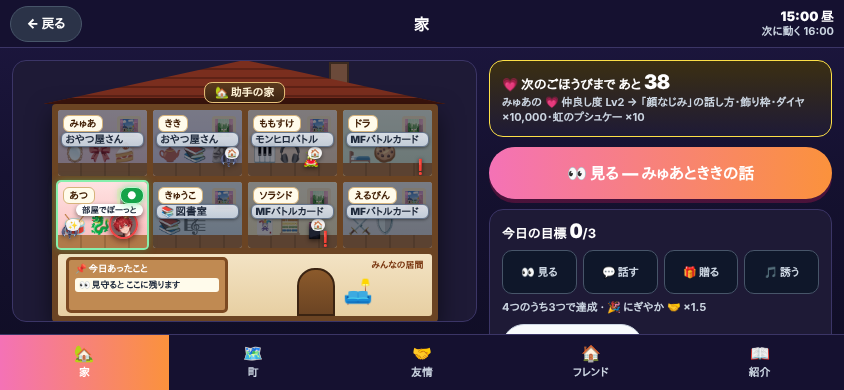 ← 戻る
家
15:00 昼
次に動く 16:00
🏡 助手の家
みゅあ
おやつ屋さん
きき
おやつ屋さん
ももすけ
モンヒロバトル
ドラ
MFバトルカード
あつ
部屋でぼーっと
きゅうこ
📚図書室
ソラシド
MFバトルカード
えるぴん
MFバトルカード
📌 今日あったこと
👀 見守ると ここに残ります
みんなの居間
💗 次のごほうびまで あと 38
みゅあの 💗 仲良し度 Lv2 → 「顔なじみ」の話し方・飾り枠・ダイヤ
×10,000・虹のプシュケー ×10
👀 見る — みゅあとききの話
今日の目標 0/3
👀 見る
💬 話す
🎁 贈る
🎵 誘う
4つのうち3つで達成 · 🎉 にぎやか 🤝 ×1.5
家
町
友情
フレンド
紹介